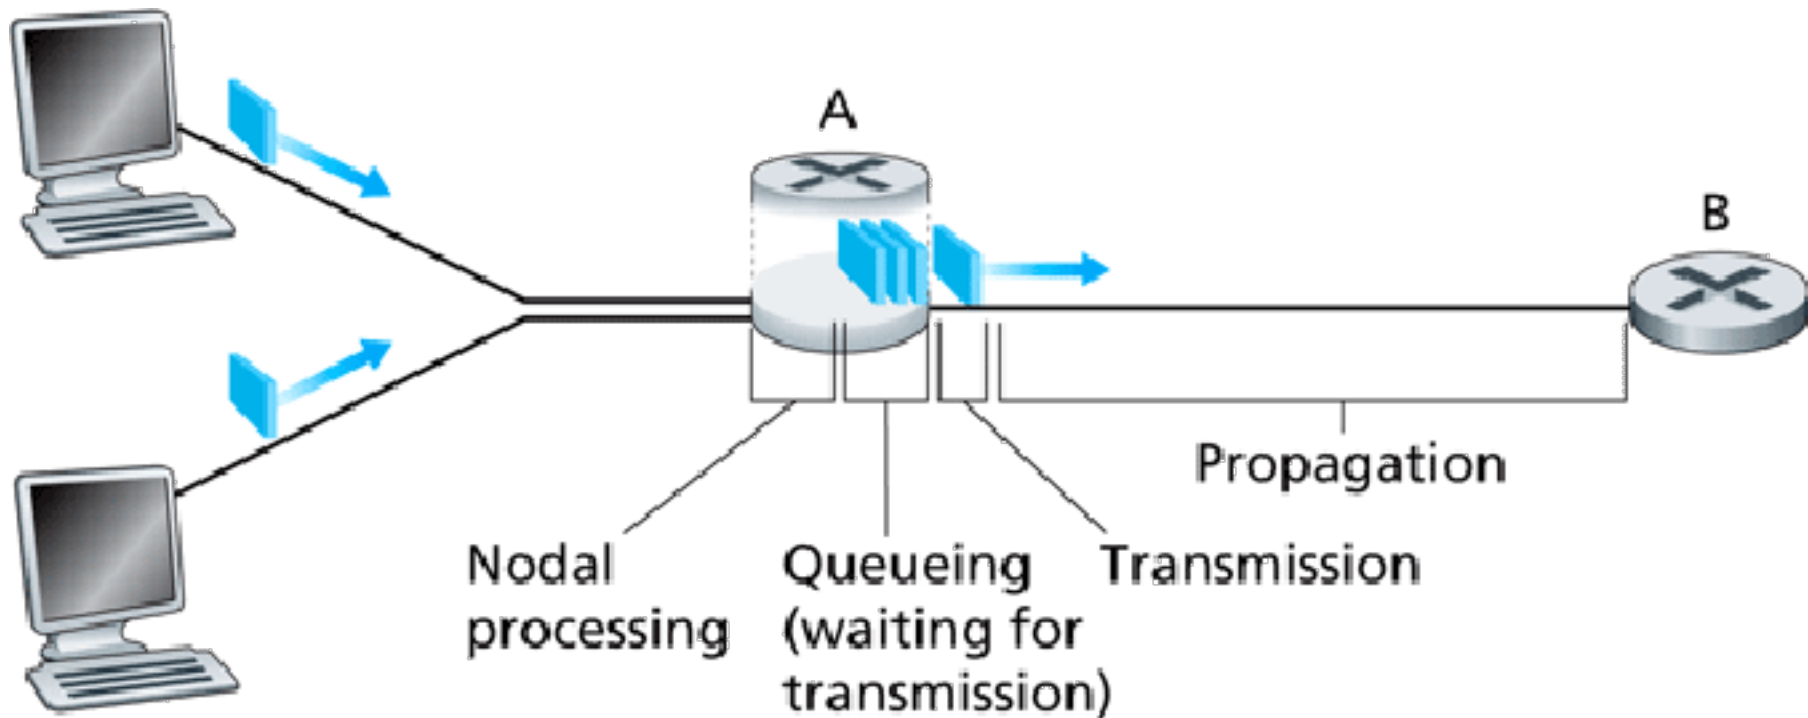 A
B
Propagation
Nodal
processing
Queueing
(waiting for
transmission)
Transmission